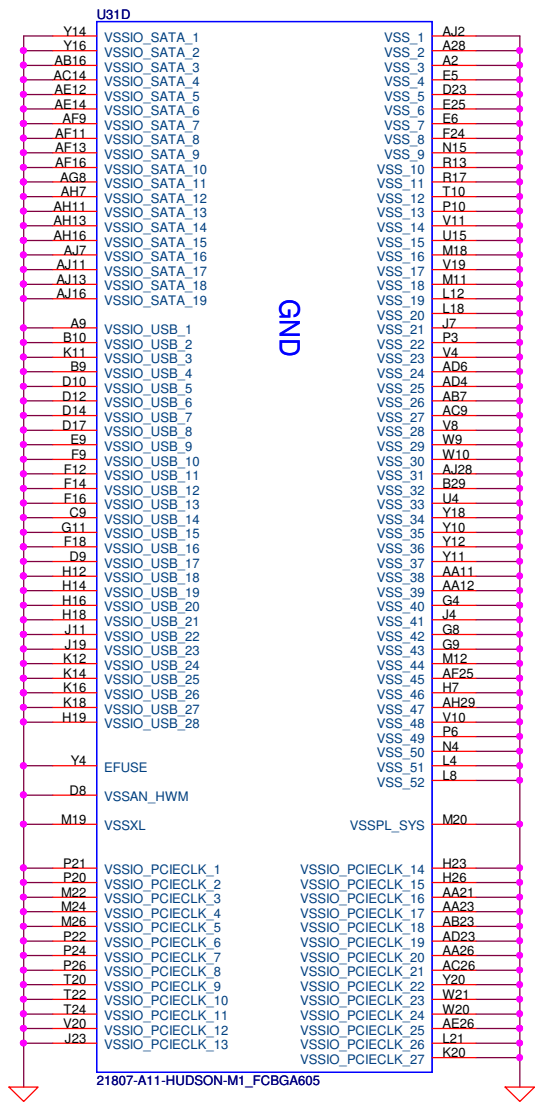 U31D
Y14 VSSIO_SATA_1 VSS_1 AJ2
Y16 VSSIO_SATA_2 VSS_2 A28
AB16 VSSIO_SATA_3 VSS_3 A2
AC14 VSSIO_SATA_4 VSS_4 E5
AE12 VSSIO_SATA_5 VSS_5 D23
AE14 VSSIO_SATA_6 VSS_6 E25
AF9 VSSIO_SATA_7 VSS_7 E6
AF11 VSSIO_SATA_8 VSS_8 F24
AF13 VSSIO_SATA_9 VSS_9 N15
AF16 VSSIO_SATA_10 VSS_10 R13
AG8 VSSIO_SATA_11 VSS_11 R17
AH7 VSSIO_SATA_12 VSS_12 T10
AH11 VSSIO_SATA_13 VSS_13 P10
AH13 VSSIO_SATA_14 VSS_14 V11
AH16 VSSIO_SATA_15 VSS_15 U15
AJ7 VSSIO_SATA_16 VSS_16 M18
AJ11 VSSIO_SATA_17 VSS_17 V19
AJ13 VSSIO_SATA_18 VSS_18 M11
AJ16 VSSIO_SATA_19 VSS_19 L12
VSS_20 L18
GND
A9 VSSIO_USB_1 VSS_21 J7
B10 VSSIO_USB_2 VSS_22 P3
K11 VSSIO_USB_3 VSS_23 V4
B9 VSSIO_USB_4 VSS_24 AD6
D10 VSSIO_USB_5 VSS_25 AD4
D12 VSSIO_USB_6 VSS_26 AB7
D14 VSSIO_USB_7 VSS_27 AC9
D17 VSSIO_USB_8 VSS_28 V8
E9 VSSIO_USB_9 VSS_29 W9
F9 VSSIO_USB_10 VSS_30 W10
F12 VSSIO_USB_11 VSS_31 AJ28
F14 VSSIO_USB_12 VSS_32 B29
F16 VSSIO_USB_13 VSS_33 U4
C9 VSSIO_USB_14 VSS_34 Y18
G11 VSSIO_USB_15 VSS_35 Y10
F18 VSSIO_USB_16 VSS_36 Y12
D9 VSSIO_USB_17 VSS_37 Y11
H12 VSSIO_USB_18 VSS_38 AA11
H14 VSSIO_USB_19 VSS_39 AA12
H16 VSSIO_USB_20 VSS_40 G4
H18 VSSIO_USB_21 VSS_41 J4
J11 VSSIO_USB_22 VSS_42 G8
J19 VSSIO_USB_23 VSS_43 G9
K12 VSSIO_USB_24 VSS_44 M12
K14 VSSIO_USB_25 VSS_45 AF25
K16 VSSIO_USB_26 VSS_46 H7
K18 VSSIO_USB_27 VSS_47 AH29
H19 VSSIO_USB_28 VSS_48 V10
VSS_49 P6
VSS_50 N4
Y4 EFUSE VSS_51 L4
VSS_52 L8
D8 VSSAN_HWM
M19 VSSXL VSSPL_SYS M20
P21 VSSIO_PCIECLK_1 VSSIO_PCIECLK_14 H23
P20 VSSIO_PCIECLK_2 VSSIO_PCIECLK_15 H26
M22 VSSIO_PCIECLK_3 VSSIO_PCIECLK_16 AA21
M24 VSSIO_PCIECLK_4 VSSIO_PCIECLK_17 AA23
M26 VSSIO_PCIECLK_5 VSSIO_PCIECLK_18 AB23
P22 VSSIO_PCIECLK_6 VSSIO_PCIECLK_19 AD23
P24 VSSIO_PCIECLK_7 VSSIO_PCIECLK_20 AA26
P26 VSSIO_PCIECLK_8 VSSIO_PCIECLK_21 AC26
T20 VSSIO_PCIECLK_9 VSSIO_PCIECLK_22 Y20
T22 VSSIO_PCIECLK_10 VSSIO_PCIECLK_23 W21
T24 VSSIO_PCIECLK_11 VSSIO_PCIECLK_24 W20
V20 VSSIO_PCIECLK_12 VSSIO_PCIECLK_25 AE26
J23 VSSIO_PCIECLK_13 VSSIO_PCIECLK_26 L21
VSSIO_PCIECLK_27 K20
21807-A11-HUDSON-M1_FCBGA605